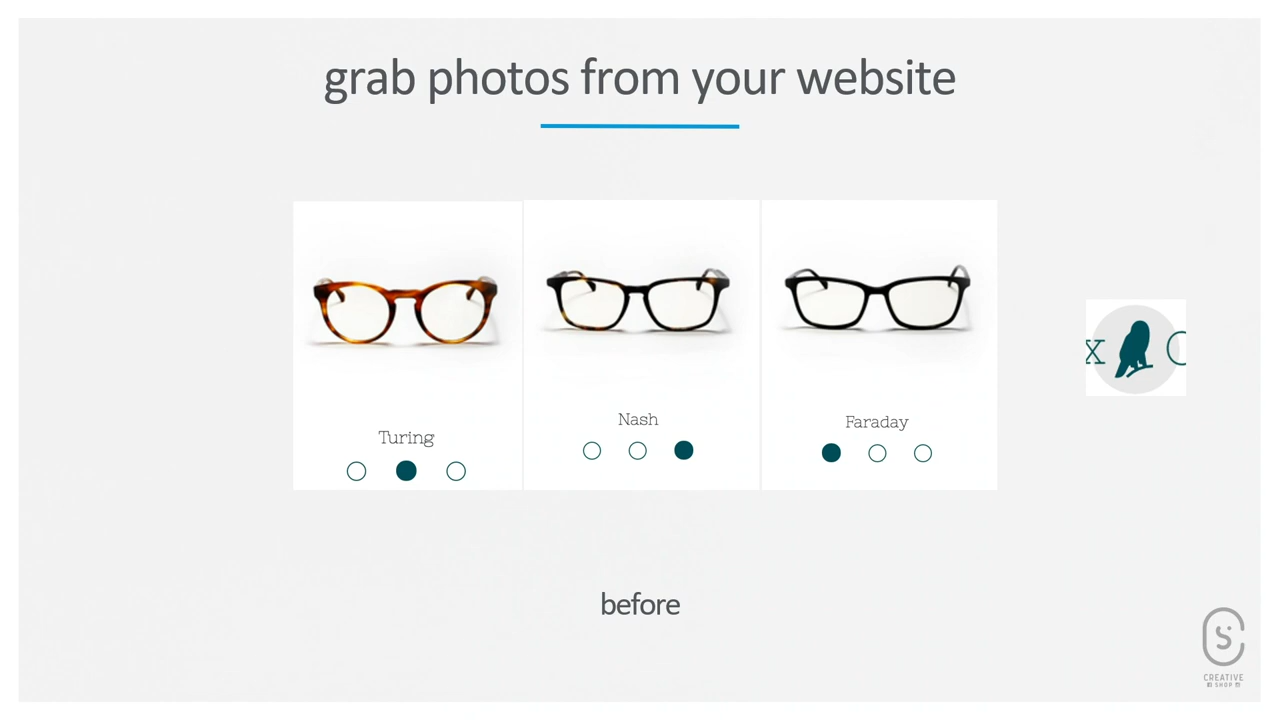 grab photos from your website
Turing
Nash
Faraday
x
before
CREATIVE
SHOP